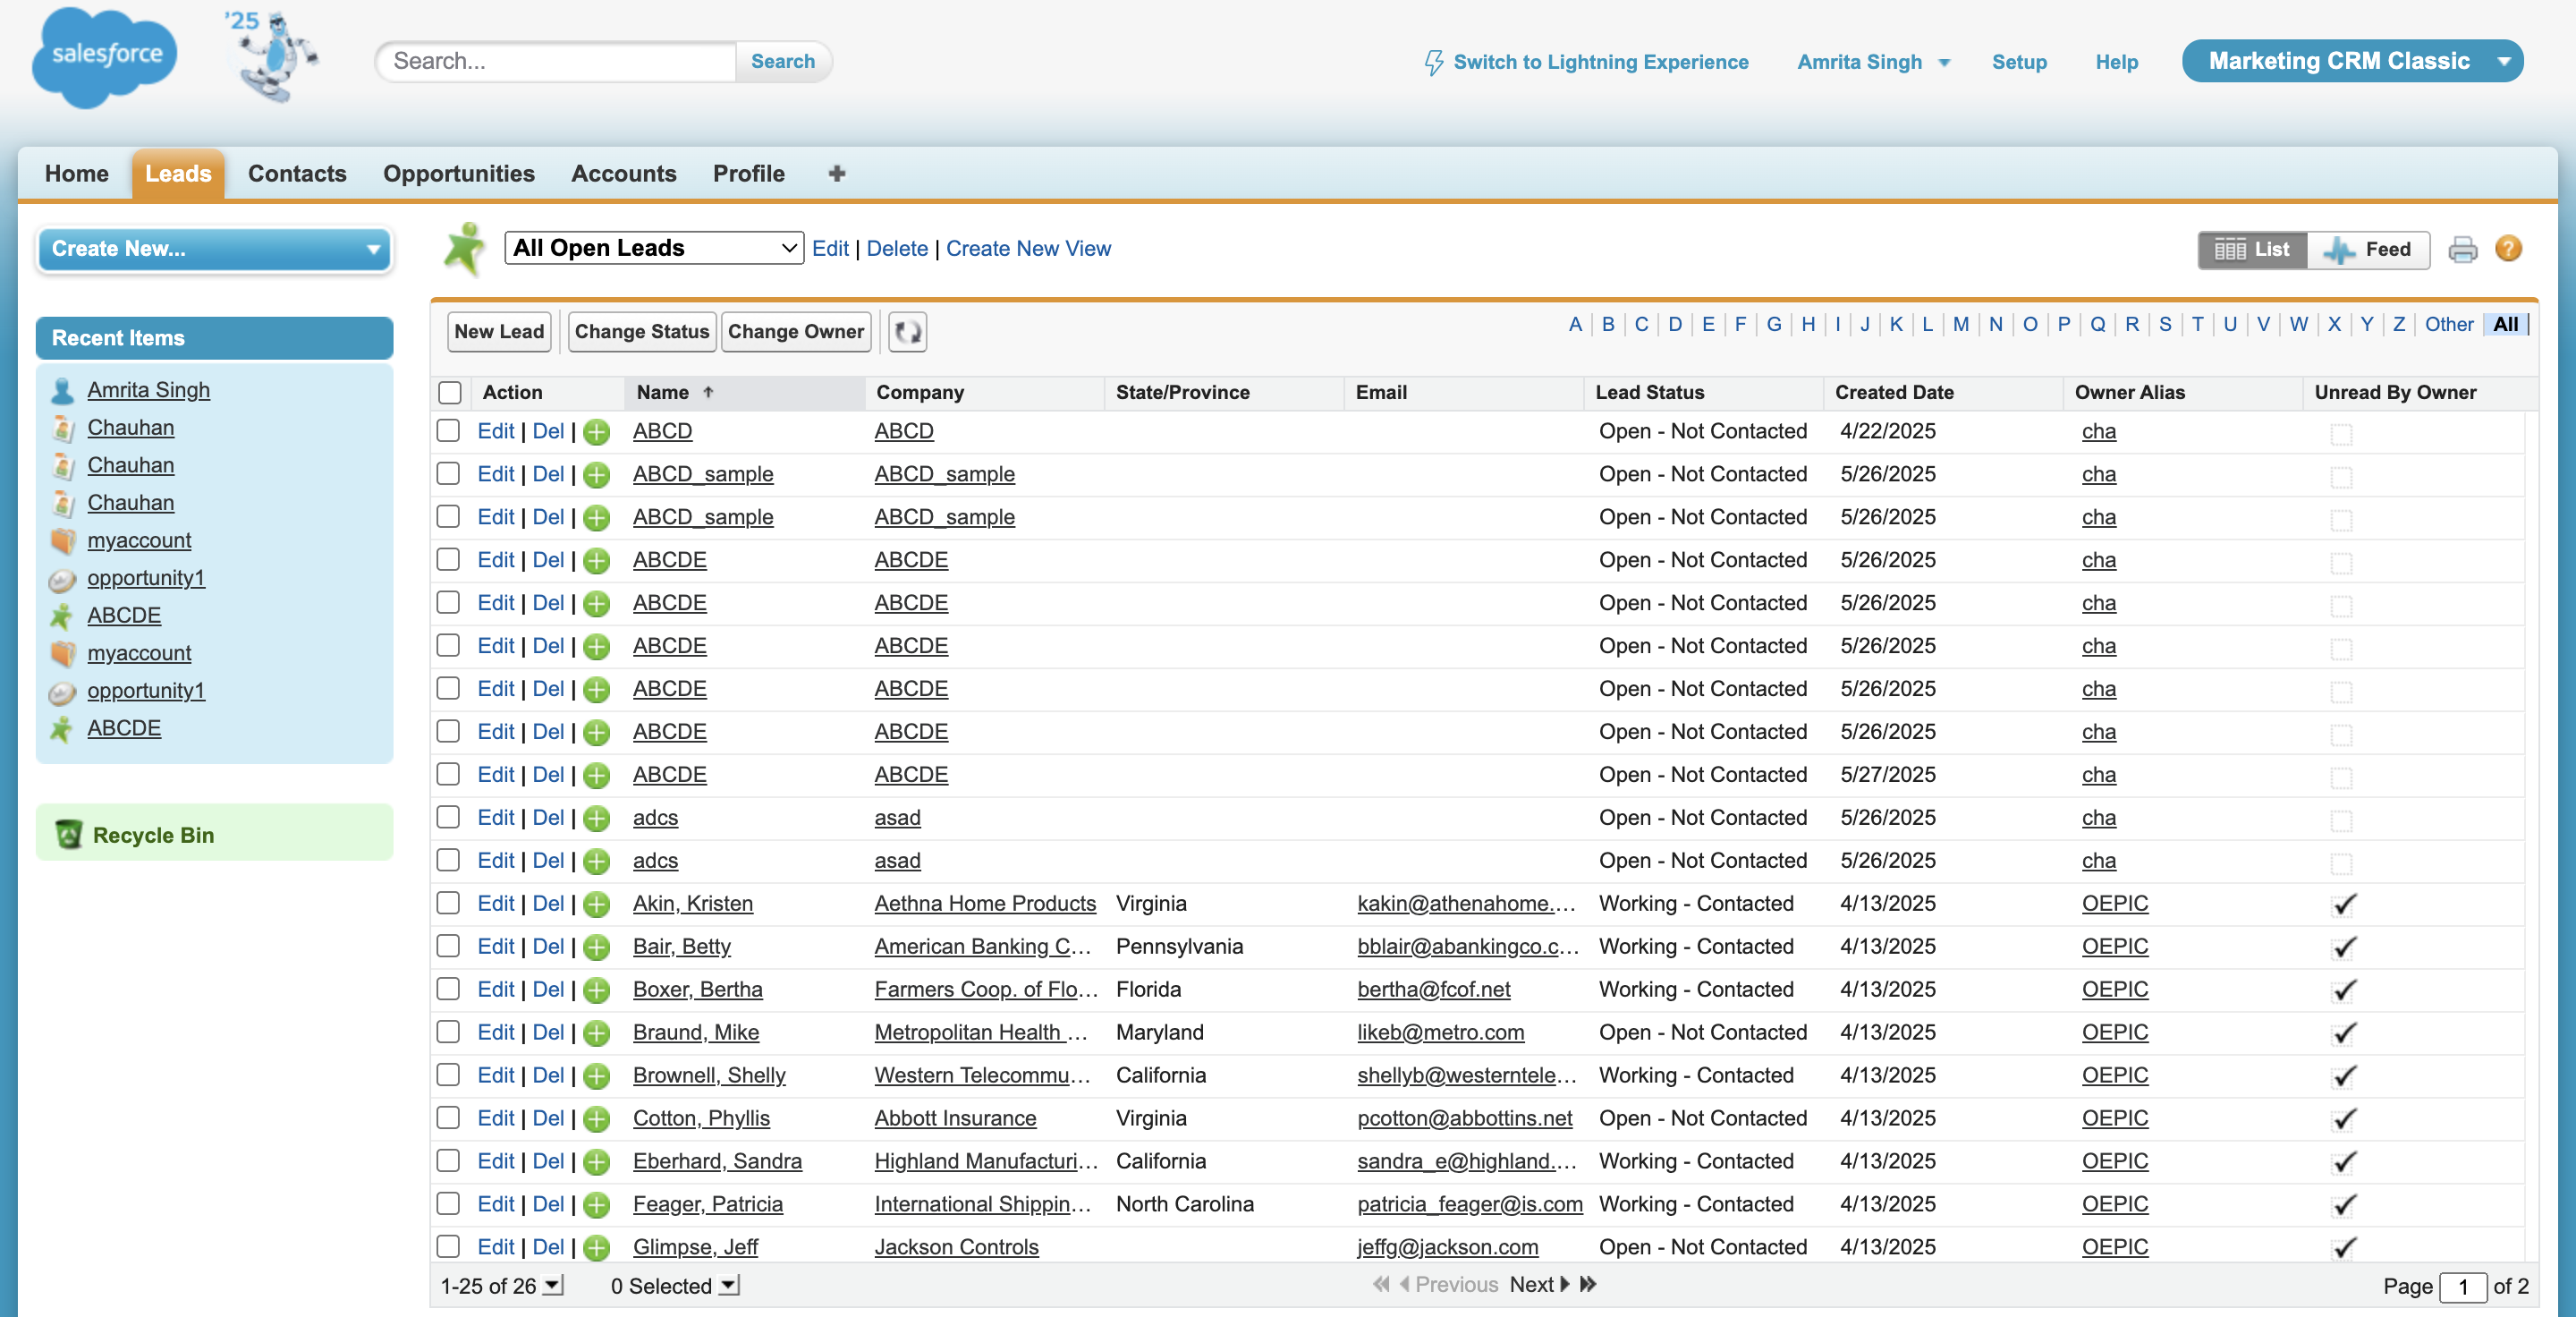 salesforce
'25
Search...
Search
Switch to Lightning Experience
Amrita Singh
Setup
Help
Marketing CRM Classic
Home Leads Contacts Opportunities Accounts Profile +
Create New...
All Open Leads Edit | Delete | Create New View
List Feed
Recent Items
Amrita Singh
Chauhan
Chauhan
Chauhan
myaccount
opportunity1
ABCDE
myaccount
opportunity1
ABCDE
Recycle Bin
New Lead Change Status Change Owner
A | B | C | D | E | F | G | H | I | J | K | L | M | N | O | P | Q | R | S | T | U | V | W | X | Y | Z | Other | All
Action Name Company State/Province Email Lead Status Created Date Owner Alias Unread By Owner
Edit | Del | ABCD ABCD Open - Not Contacted 4/22/2025 cha
Edit | Del | ABCD_sample ABCD_sample Open - Not Contacted 5/26/2025 cha
Edit | Del | ABCD_sample ABCD_sample Open - Not Contacted 5/26/2025 cha
Edit | Del | ABCDE ABCDE Open - Not Contacted 5/26/2025 cha
Edit | Del | ABCDE ABCDE Open - Not Contacted 5/26/2025 cha
Edit | Del | ABCDE ABCDE Open - Not Contacted 5/26/2025 cha
Edit | Del | ABCDE ABCDE Open - Not Contacted 5/26/2025 cha
Edit | Del | ABCDE ABCDE Open - Not Contacted 5/26/2025 cha
Edit | Del | ABCDE ABCDE Open - Not Contacted 5/27/2025 cha
Edit | Del | adcs asad Open - Not Contacted 5/26/2025 cha
Edit | Del | adcs asad Open - Not Contacted 5/26/2025 cha
Edit | Del | Akin, Kristen Aethna Home Products Virginia kakin@athenahome.... Working - Contacted 4/13/2025 OEPIC
Edit | Del | Bair, Betty American Banking C... Pennsylvania bblair@abankingco.c... Working - Contacted 4/13/2025 OEPIC
Edit | Del | Boxer, Bertha Farmers Coop. of Flo... Florida bertha@fcof.net Working - Contacted 4/13/2025 OEPIC
Edit | Del | Braund, Mike Metropolitan Health ... Maryland likeb@metro.com Open - Not Contacted 4/13/2025 OEPIC
Edit | Del | Brownell, Shelly Western Telecommu... California shellyb@westerntele... Working - Contacted 4/13/2025 OEPIC
Edit | Del | Cotton, Phyllis Abbott Insurance Virginia pcotton@abbottins.net Open - Not Contacted 4/13/2025 OEPIC
Edit | Del | Eberhard, Sandra Highland Manufacturi... California sandra_e@highland.... Working - Contacted 4/13/2025 OEPIC
Edit | Del | Feager, Patricia International Shippin... North Carolina patricia_feager@is.com Working - Contacted 4/13/2025 OEPIC
Edit | Del | Glimpse, Jeff Jackson Controls jeffg@jackson.com Open - Not Contacted 4/13/2025 OEPIC
1-25 of 26 0 Selected Previous Next Page 1 of 2